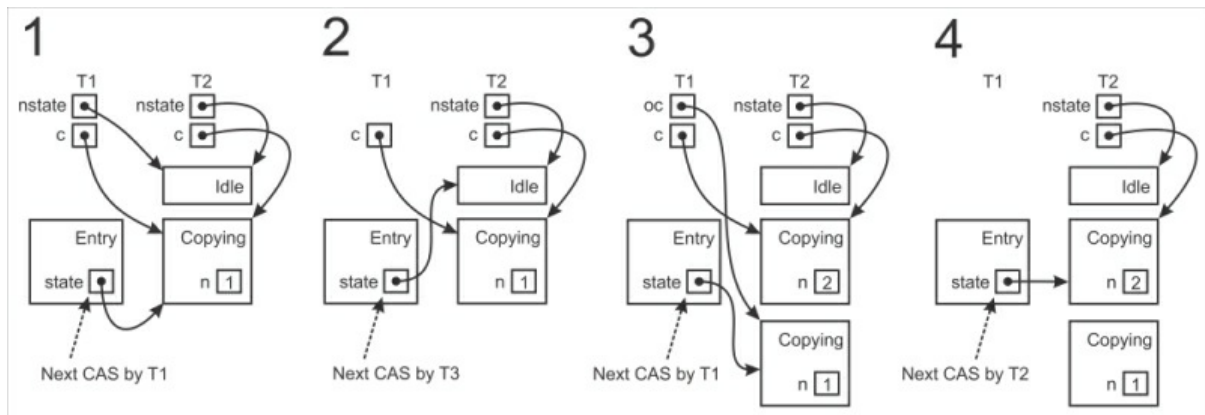 1
T1 T2
nstate nstate
c c
Idle
Entry Copying
state n 1
Next CAS by T1
2
T1 T2
nstate
c c
Idle
Entry Copying
state n 1
Next CAS by T3
3
T1 T2
oc nstate
c c
Idle
Entry Copying
state n 2
Copying
Next CAS by T1 n 1
4
T1 T2
nstate
c
Idle
Entry Copying
state n 2
Copying
Next CAS by T2 n 1